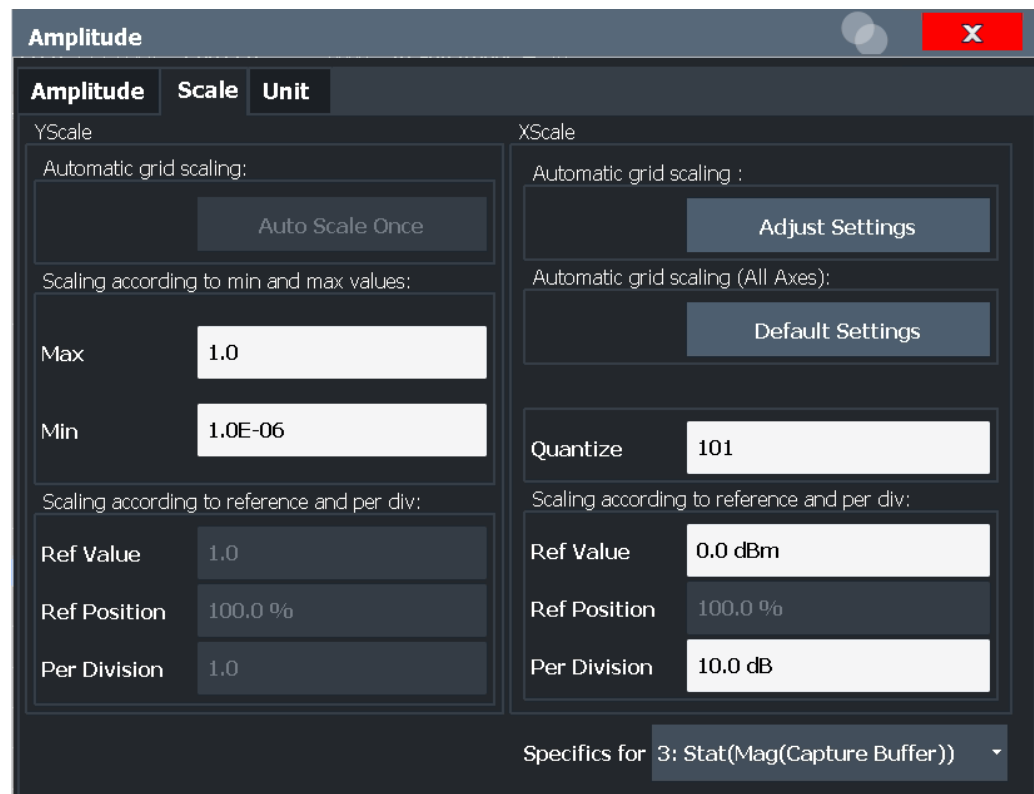 Amplitude
X
Amplitude Scale Unit
YScale
Automatic grid scaling:
Auto Scale Once
Scaling according to min and max values:
Max 1.0
Min 1.0E-06
Scaling according to reference and per div:
Ref Value 1.0
Ref Position 100.0 %
Per Division 1.0
XScale
Automatic grid scaling :
Adjust Settings
Automatic grid scaling (All Axes):
Default Settings
Quantize 101
Scaling according to reference and per div:
Ref Value 0.0 dBm
Ref Position 100.0 %
Per Division 10.0 dB
Specifics for 3: Stat(Mag(Capture Buffer))